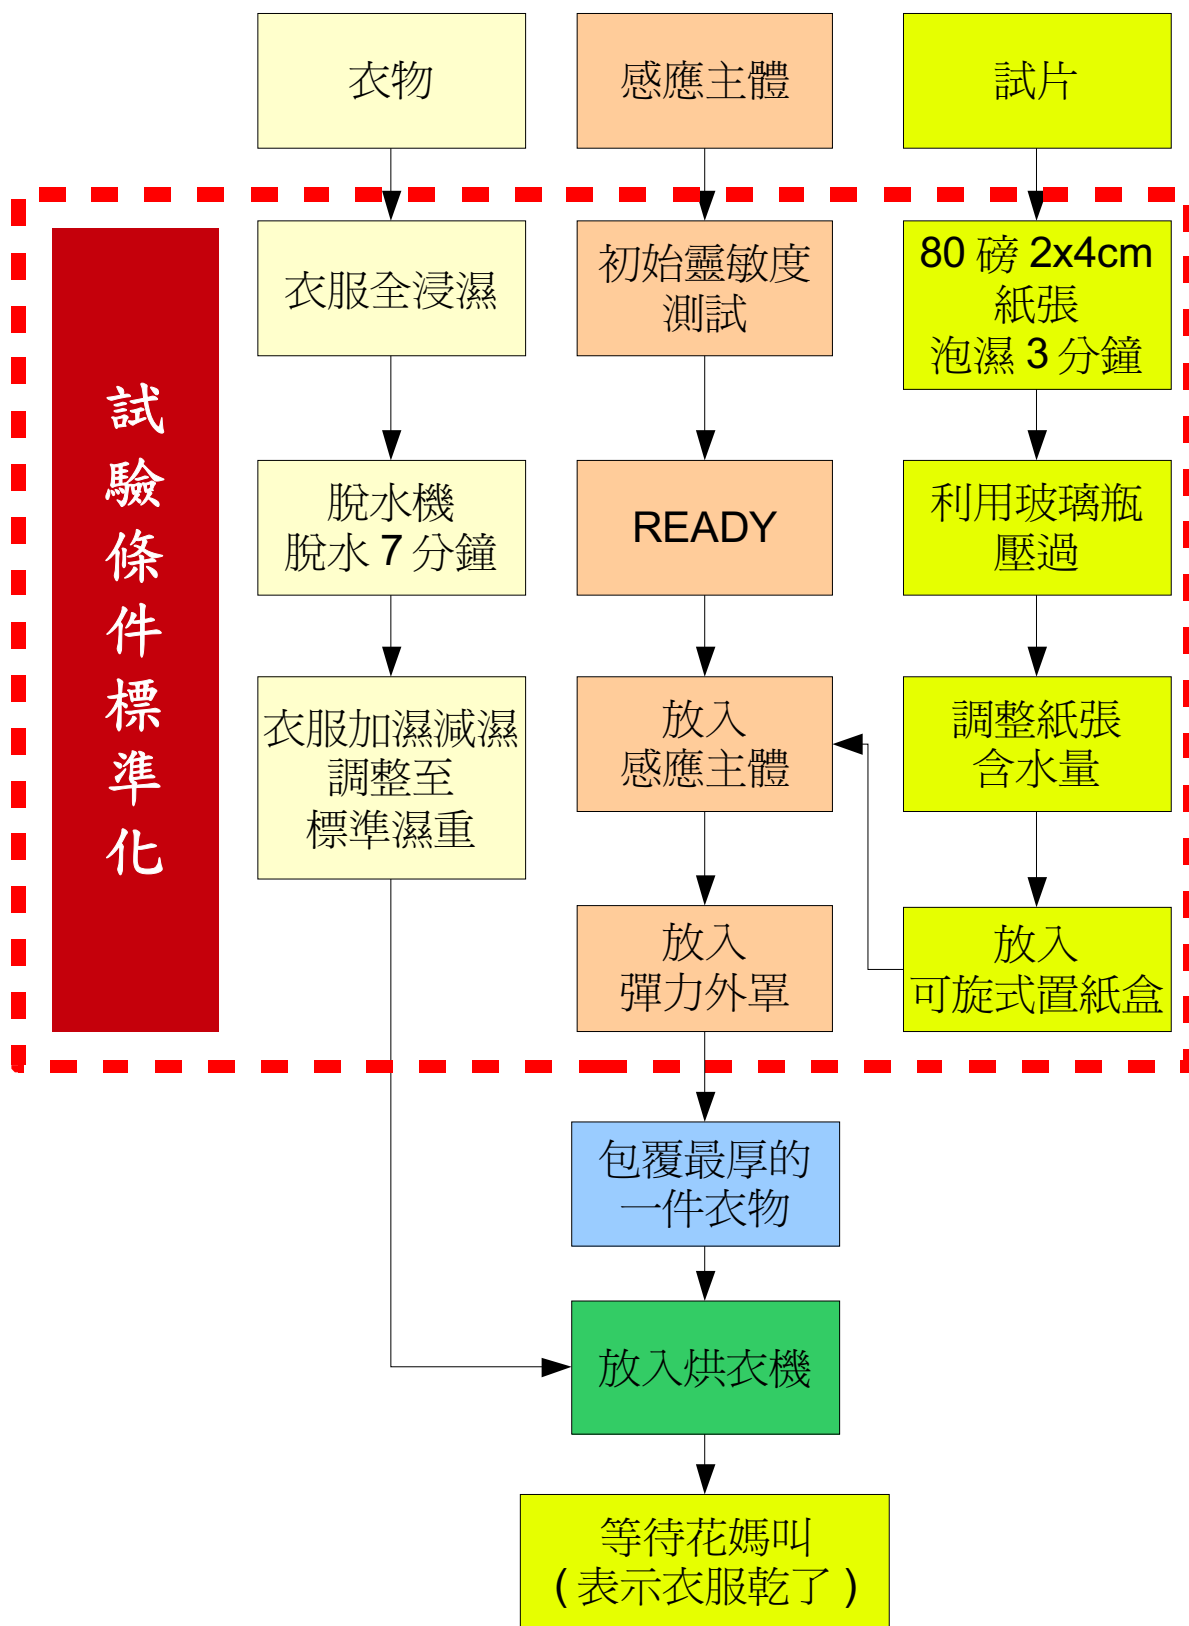 衣物
感應主體
試片
試驗條件標準化
衣服全浸濕
初始靈敏度
測試
80 磅 2x4cm
紙張
泡濕 3 分鐘
脫水機
脫水 7 分鐘
READY
利用玻璃瓶
壓過
衣服加濕減濕
調整至
標準濕重
放入
感應主體
調整紙張
含水量
放入
彈力外罩
放入
可旋式置紙盒
包覆最厚的
一件衣物
放入烘衣機
等待花媽叫
( 表示衣服乾了 )